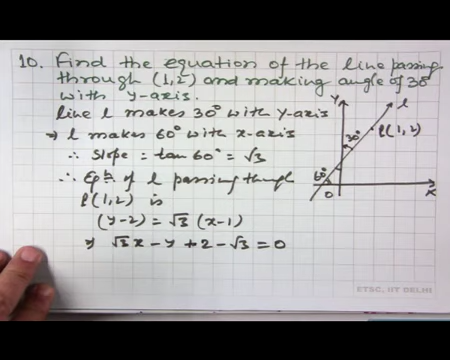 10. Find the equation of the line passing
through (1,2) and making angle of 30°
with y-axis.
line l makes 30° with Y-axis
⇒ l makes 60° with x-axis
∴ Slope = tan 60° = √3
∴ Eqn. of l passing though
P(1,2) is
(y-2) = √3 (x-1)
⇒ √3x - y + 2 - √3 = 0
Y
l
30°
P(1,2)
60°
O
X
ETSC, IIT DELHI